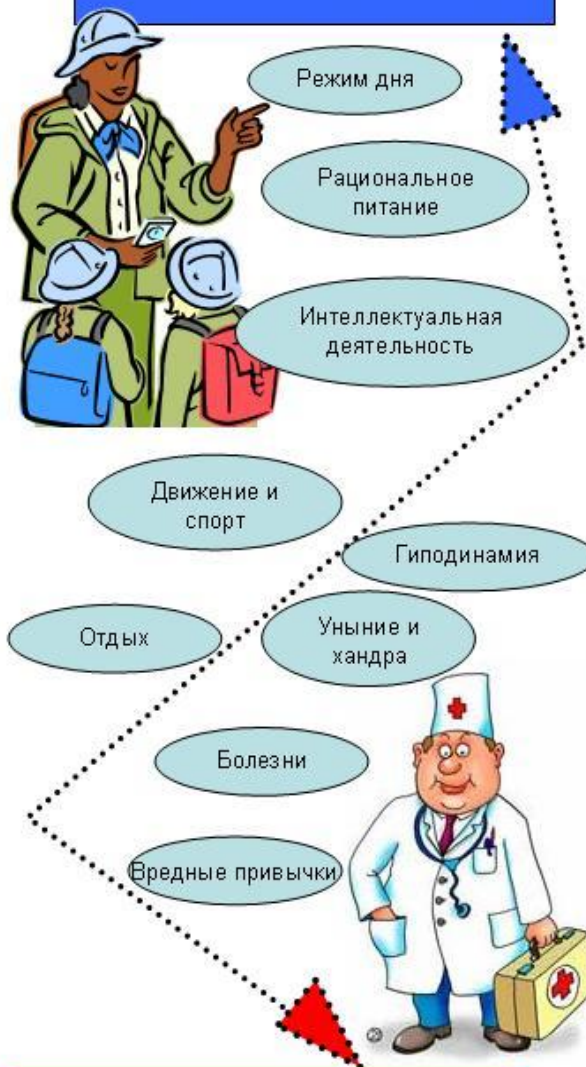 Режим дня
Рациональное
питание
Интеллектуальная
деятельность
Движение и
спорт
Гиподинамия
Отдых
Уныние и
хандра
Болезни
Вредные привычки